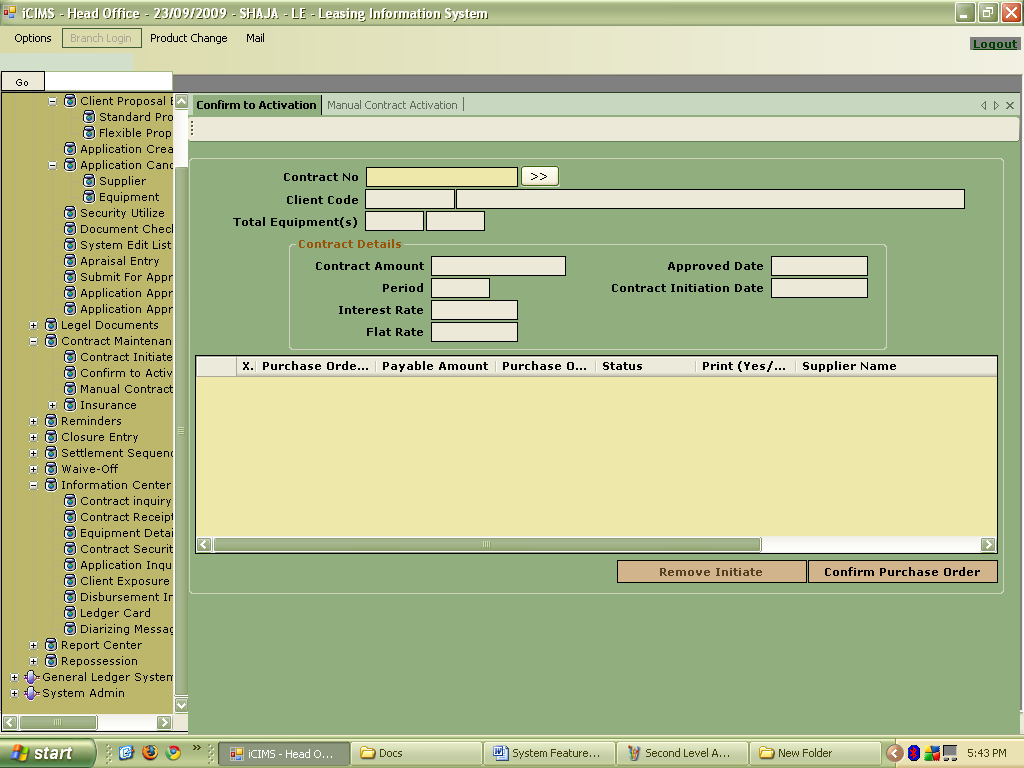 iCIMS - Head Office - 23/09/2009 - SHAJA - LE - Leasing Information System
Options Branch Login Product Change Mail
Logout
Go
Confirm to Activation Manual Contract Activation
Client Proposal E
Standard Pro
Flexible Prop
Application Crea
Application Canc
Supplier
Equipment
Security Utilize
Document Check
System Edit List
Apraisal Entry
Submit For Appr
Application Appr
Application Appr
Legel Documents
Contract Maintenan
Contract Initiate
Confirm to Activ
Manual Contract
Insurance
Reminders
Closure Entry
Settlement Sequenc
Waive-Off
Information Center
Contract inquiry
Contract Receipt
Equipment Detai
Contract Securit
Application Inqu
Client Exposure
Disbursement In
Ledger Card
Diarizing Messag
Report Center
Repossession
General Ledger System
System Admin
Contract No >>
Client Code
Total Equipment(s)
Contract Details
Contract Amount Approved Date
Period Contract Initiation Date
Interest Rate
Flat Rate
X. Purchase Orde... Payable Amount Purchase O... Status Print (Yes/... Supplier Name
Remove Initiate Confirm Purchase Order
start » iCIMS - Head O... Docs System Feature... Second Level A... New Folder 5:43 PM